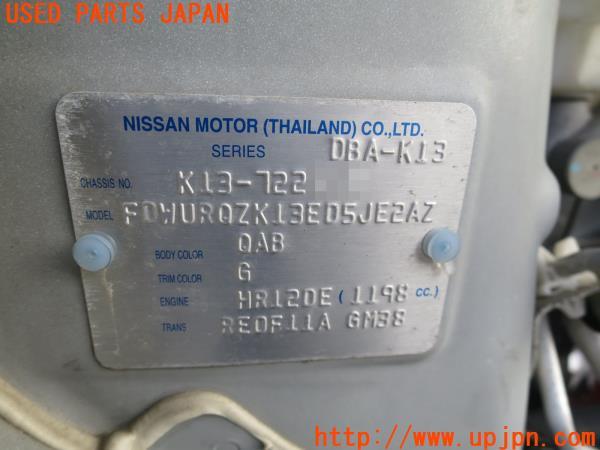 USED PARTS JAPAN
NISSAN MOTOR (THAILAND) CO.,LTD.
SERIES DBA-K13
CHASSIS NO. K13-722
MODEL FDWURQZK13ED5JE2AZ
BODY COLOR QAB
TRIM COLOR G
ENGINE HR12DE ( 1198 CC.)
TRANS RE0F11A GM38
UPJ http://www.upjpn.com/